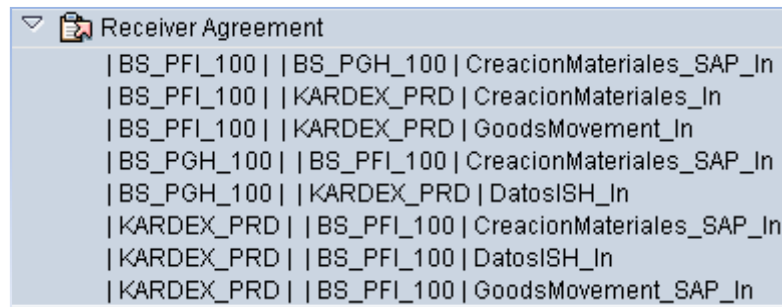 Receiver Agreement
| BS_PFI_100 | | BS_PGH_100 | CreacionMateriales_SAP_In
| BS_PFI_100 | | KARDEX_PRD | CreacionMateriales_In
| BS_PFI_100 | | KARDEX_PRD | GoodsMovement_In
| BS_PGH_100 | | BS_PFI_100 | CreacionMateriales_SAP_In
| BS_PGH_100 | | KARDEX_PRD | DatosISH_In
| KARDEX_PRD | | BS_PFI_100 | CreacionMateriales_SAP_In
| KARDEX_PRD | | BS_PFI_100 | DatosISH_In
| KARDEX_PRD | | BS_PFI_100 | GoodsMovement_SAP_In